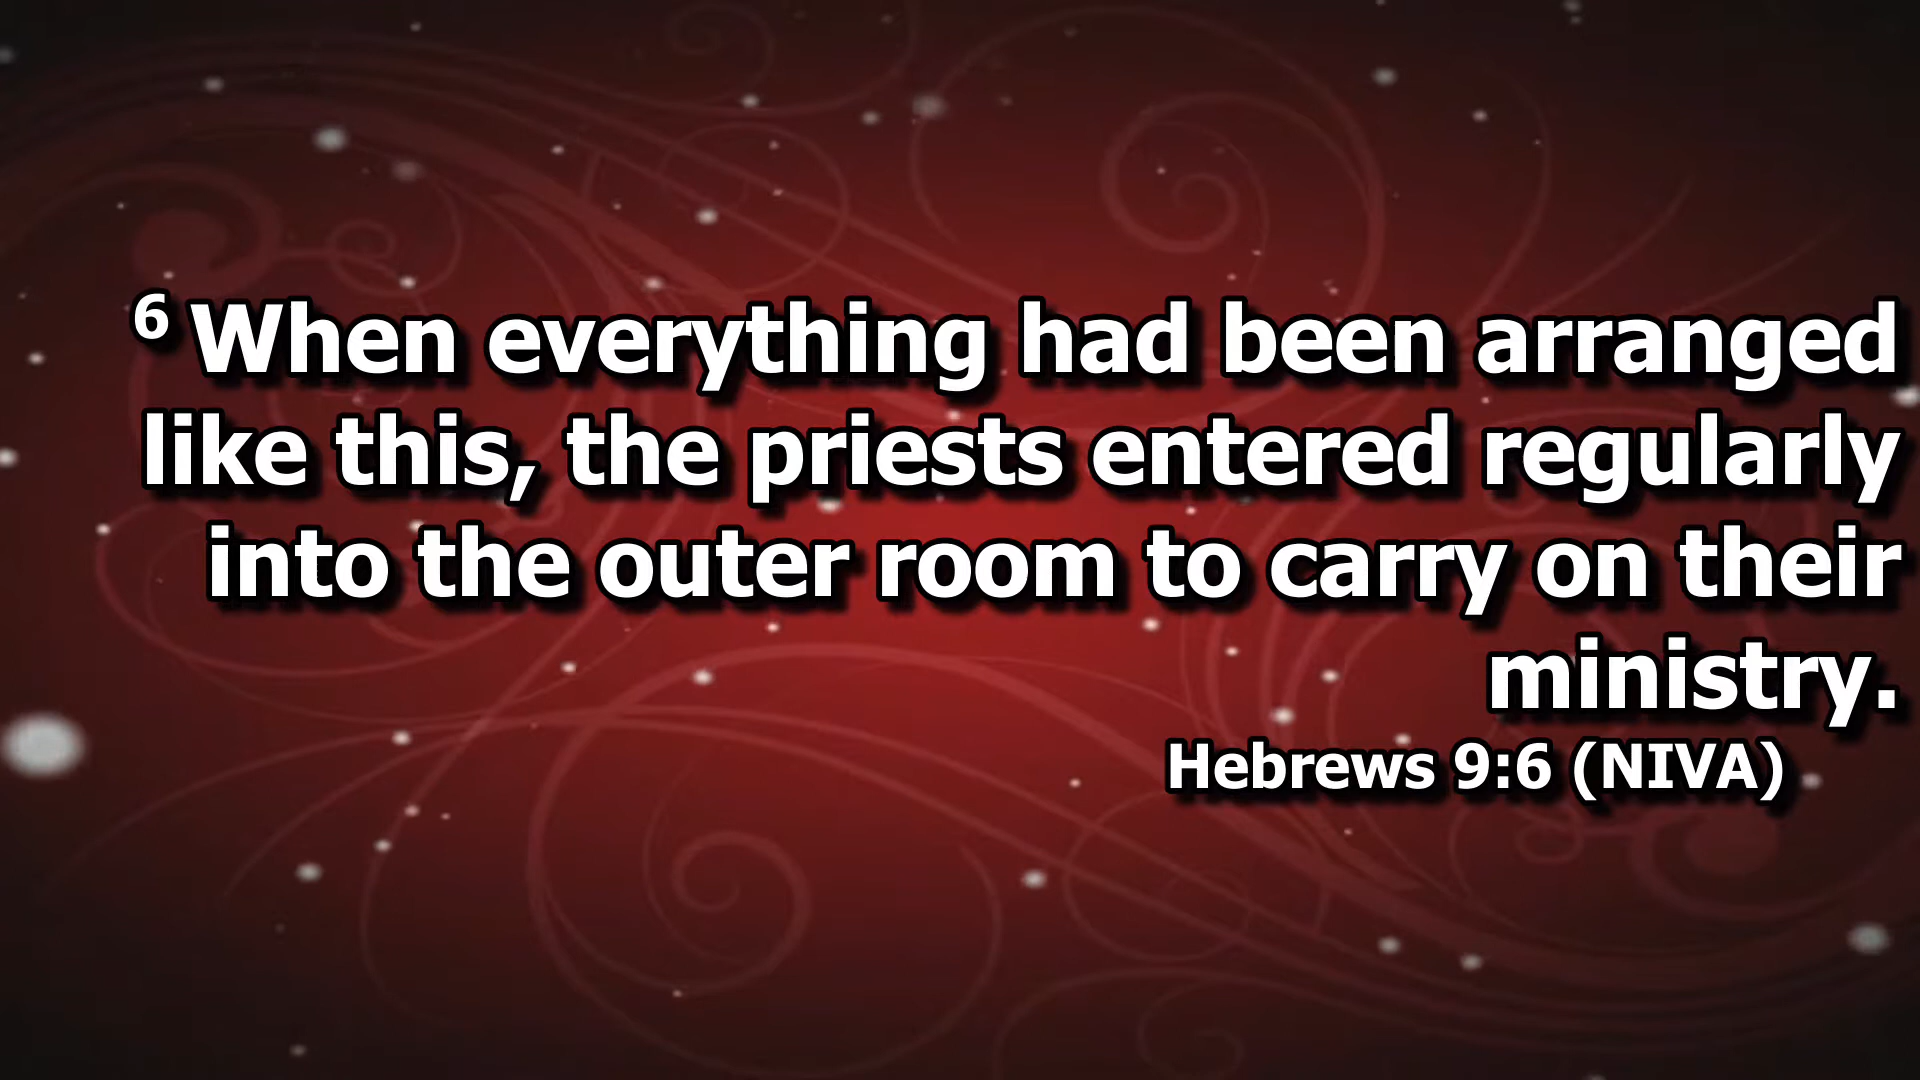 6 When everything had been arranged
like this, the priests entered regularly
into the outer room to carry on their
ministry.
Hebrews 9:6 (NIVA)